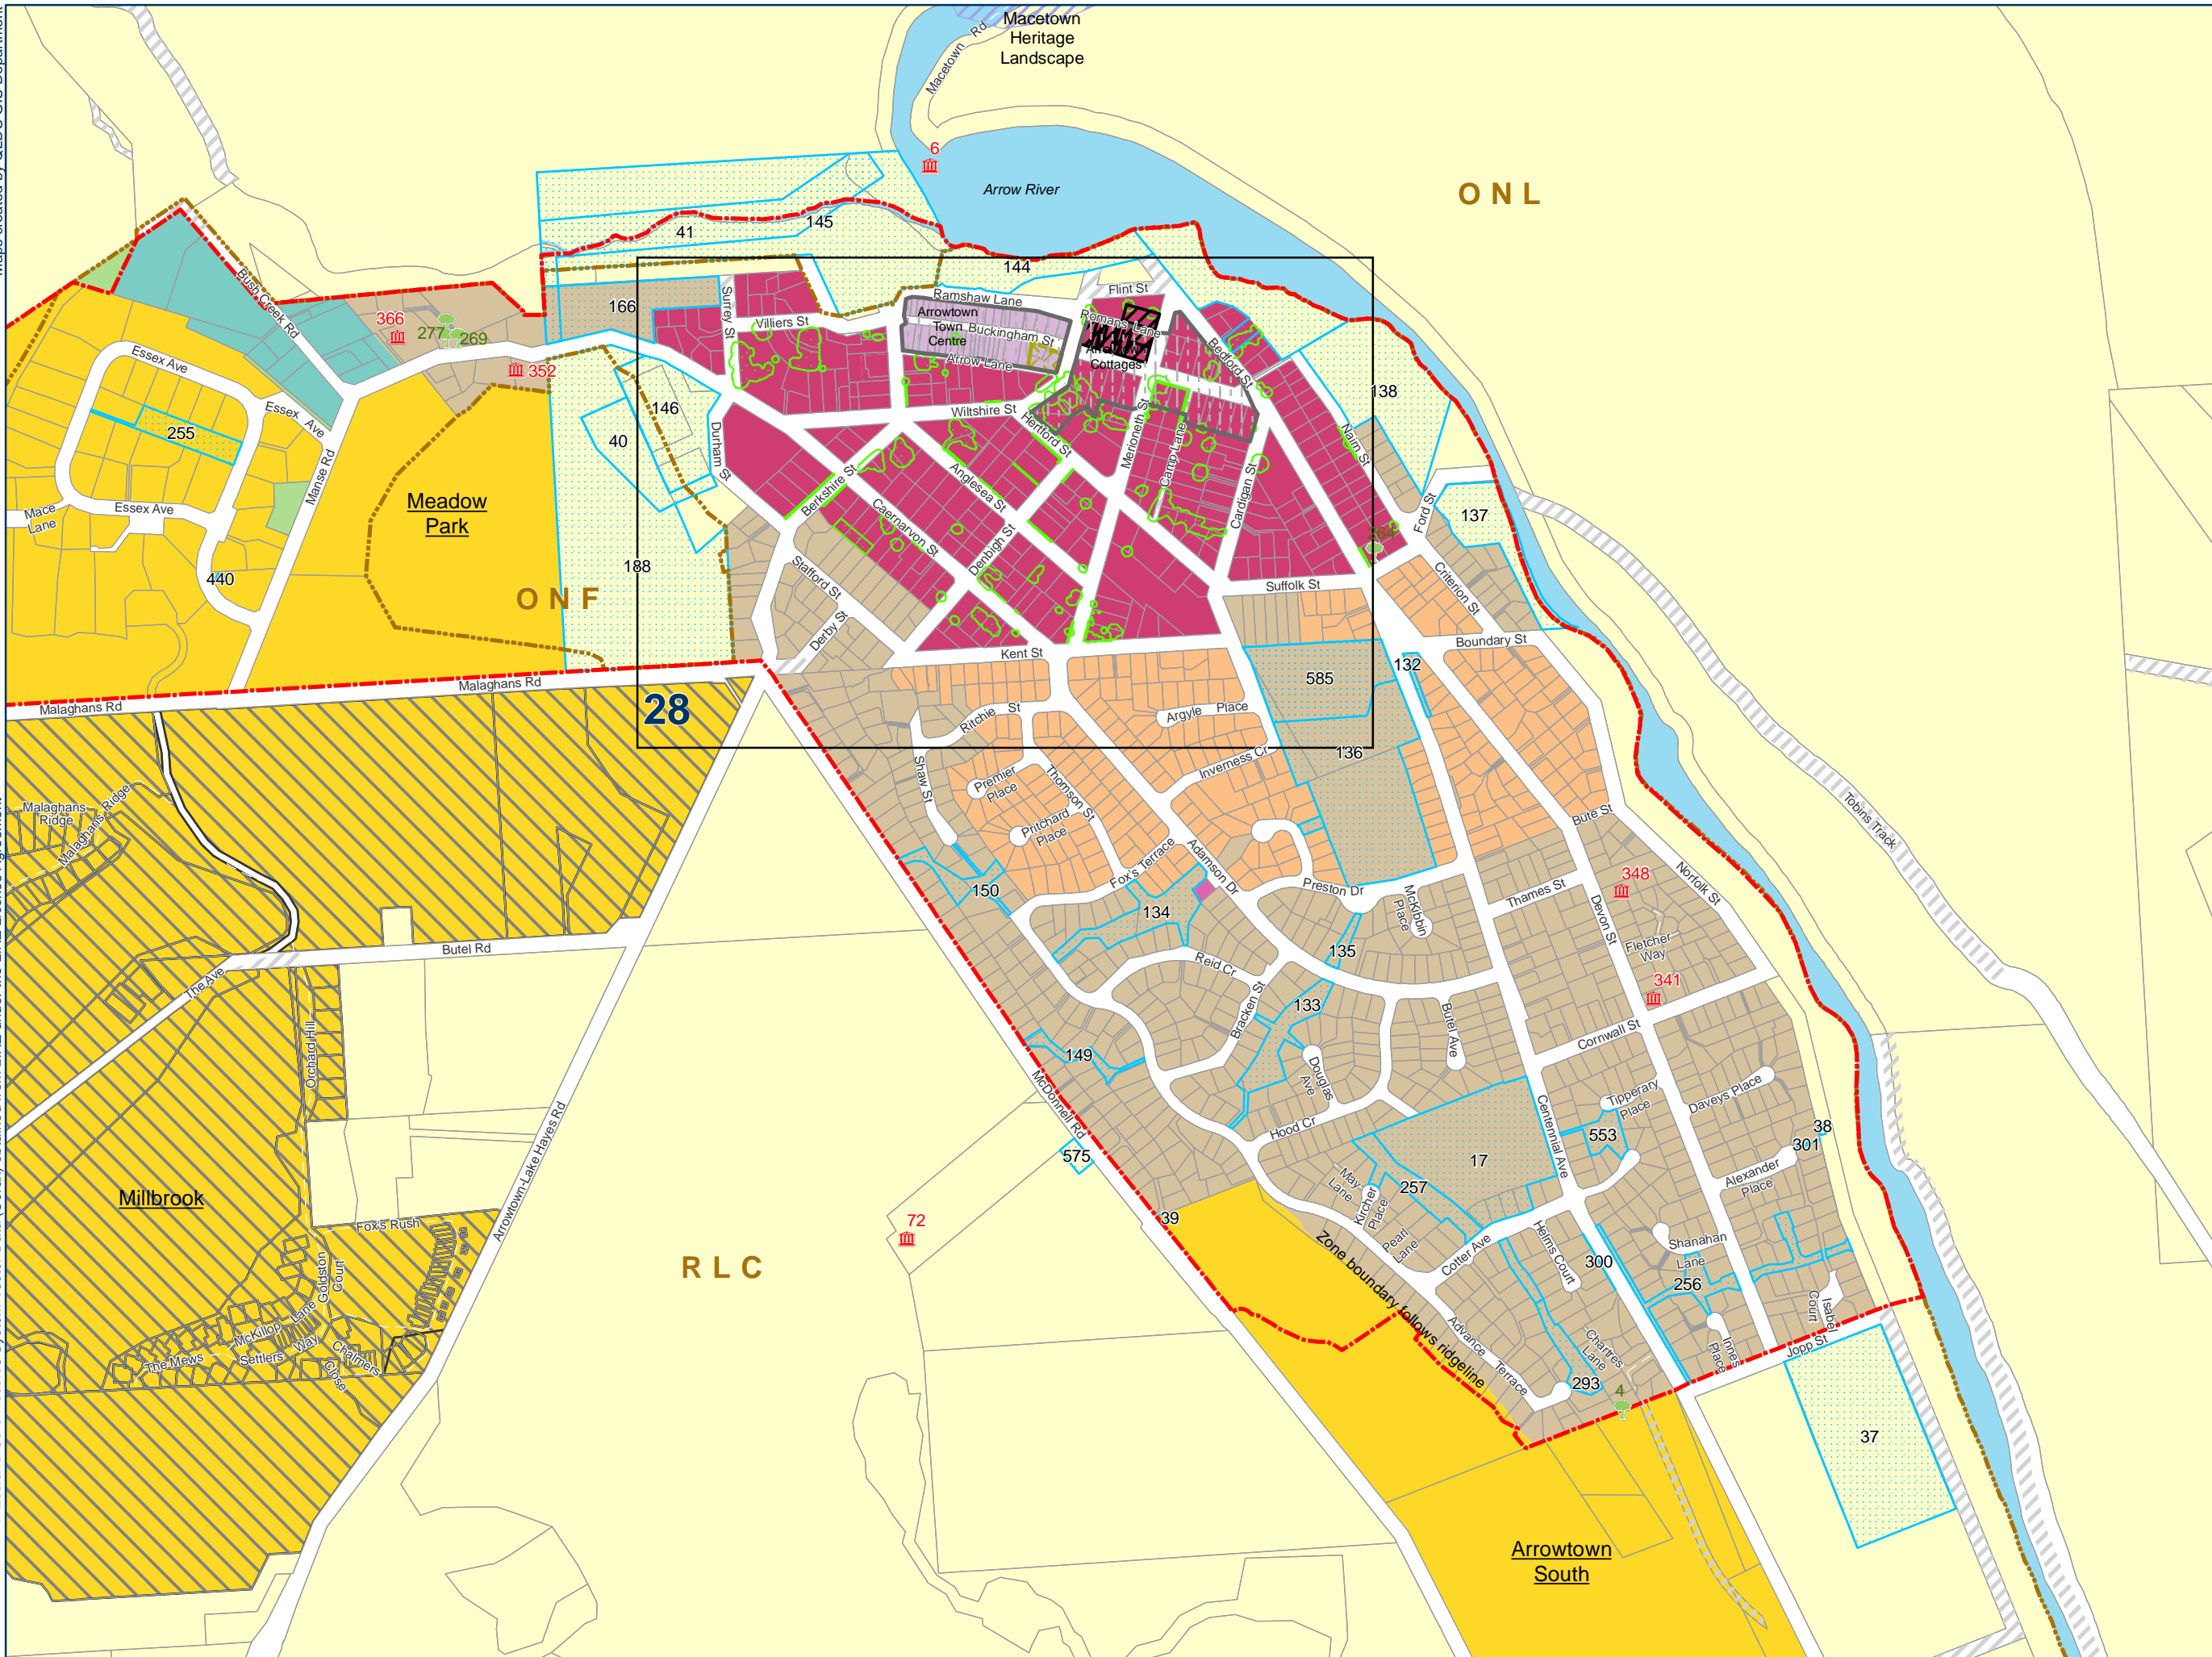 Macetown
Heritage
Landscape
Macetown Rd
6
Arrow River
ONL
41
145
144
166
Bush Creek Rd
366
277
269
352
Essex Ave
Essex Ave
255
Essex Ave
Mace
Lane
440
Manse Rd
Meadow
Park
ONF
40
146
188
Malaghans Rd
Malaghans Rd
28
Surrey St
Villiers St
Ramshaw Lane
Arrowtown
Town
Centre
Buckingham St
Arrow Lane
Flint St
Romans Lane
Arrowtown
Cottages
Bedford St
138
Wiltshire St
Hertford St
Merioneth St
Camp Lane
Nairn St
Durham St
Berkshire St
Anglesea St
Caernarvon St
Denbigh St
Cardigan St
264
Ford St
137
Stafford St
Derby St
Suffolk St
Criterion St
Kent St
Boundary St
585
132
136
Ritchie St
Argyle Place
Inverness Cr
Shaw St
Premier
Place
Thomson St
Pritchard
Place
Fox's Terrace
Adamson Dr
Preston Dr
McKibbin
Place
Bute St
Thames St
Devon St
348
Norfolk St
Tobins Track
Fletcher
Way
341
Malaghans
Ridge
Malaghans Ridge
Butel Rd
The Ave
Orchard Hill
Millbrook
Fox's Rush
Goldston
Court
McKillop Lane
The Mews
Settlers Way
Chalmers
Close
Arrowtown-Lake Hayes Rd
150
134
135
Reid Cr
Bracken St
133
149
Douglas
Ave
Butel Ave
Cornwall St
McDonnell Rd
575
Hood Cr
17
Centennial Ave
Tipperary
Place
Daveys Place
553
38
301
Alexander
Place
72
RLC
39
May
Lane
Kircher
Place
257
Pearl
Lane
Cotter Ave
Helms Court
300
Shanahan
Lane
256
Isabel
Court
Innes
Place
Jopp St
Zone boundary follows ridgeline
Advance Terrace
Chartres
Lane
293
4
37
Arrowtown
South